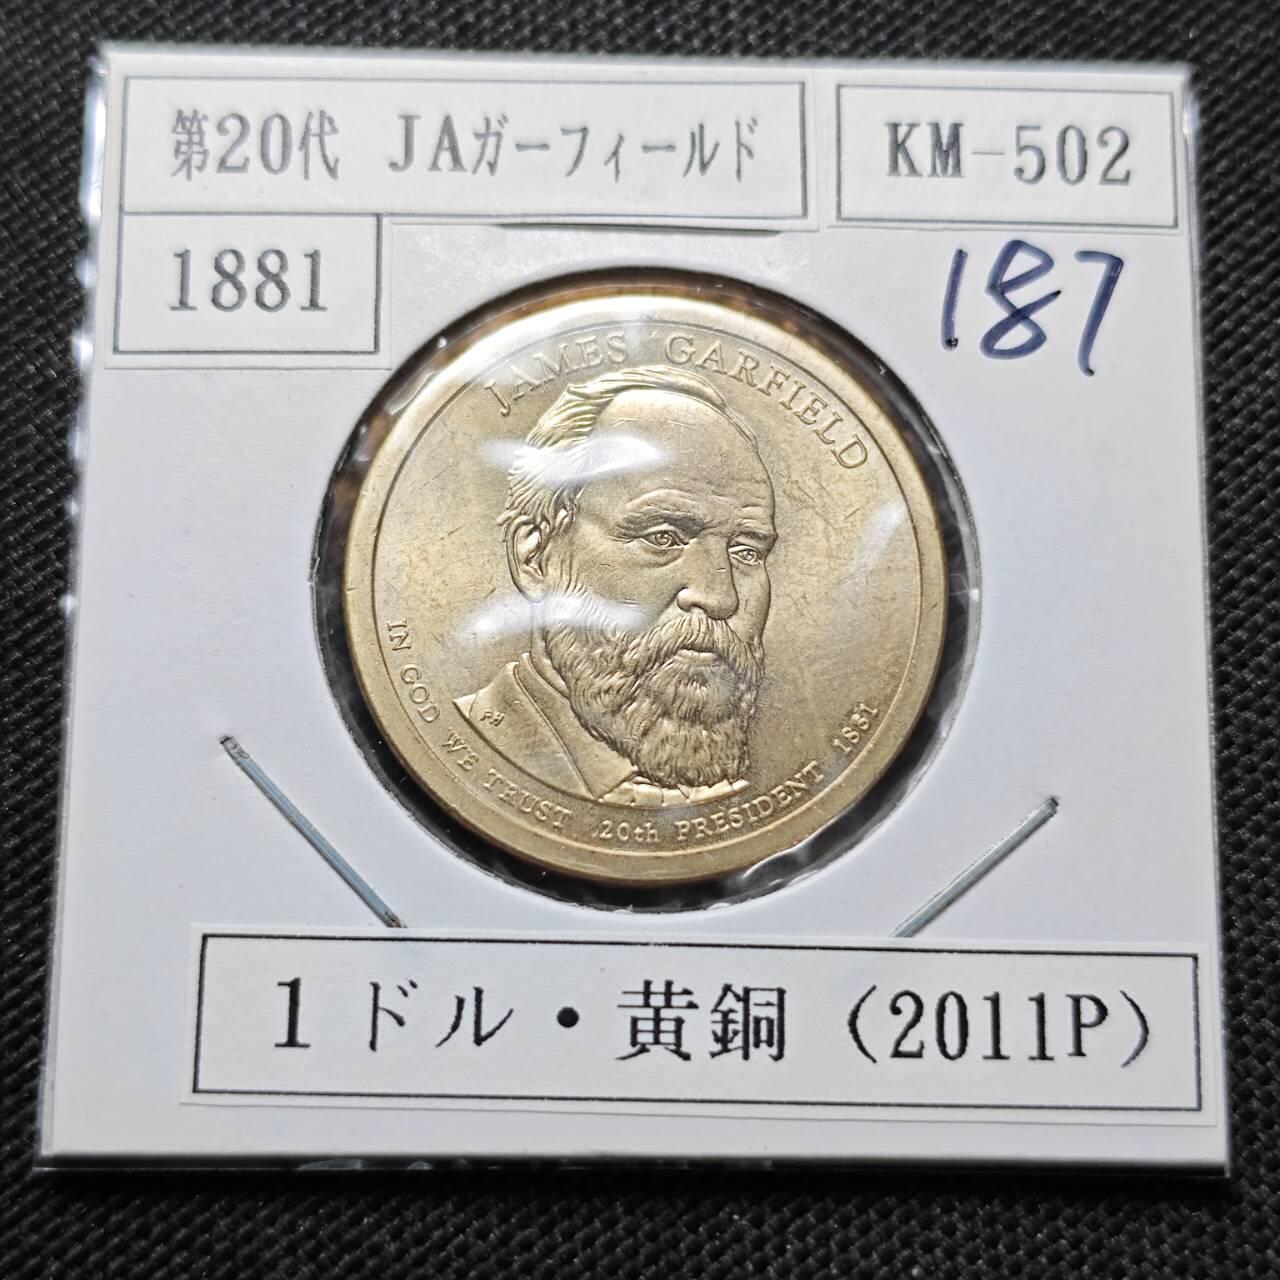 第20代 JAガーフィールド
KM-502
1881
187
JAMES GARFIELD
IN GOD WE TRUST 20th PRESIDENT 1881
PH
1ドル・黄銅(2011P)